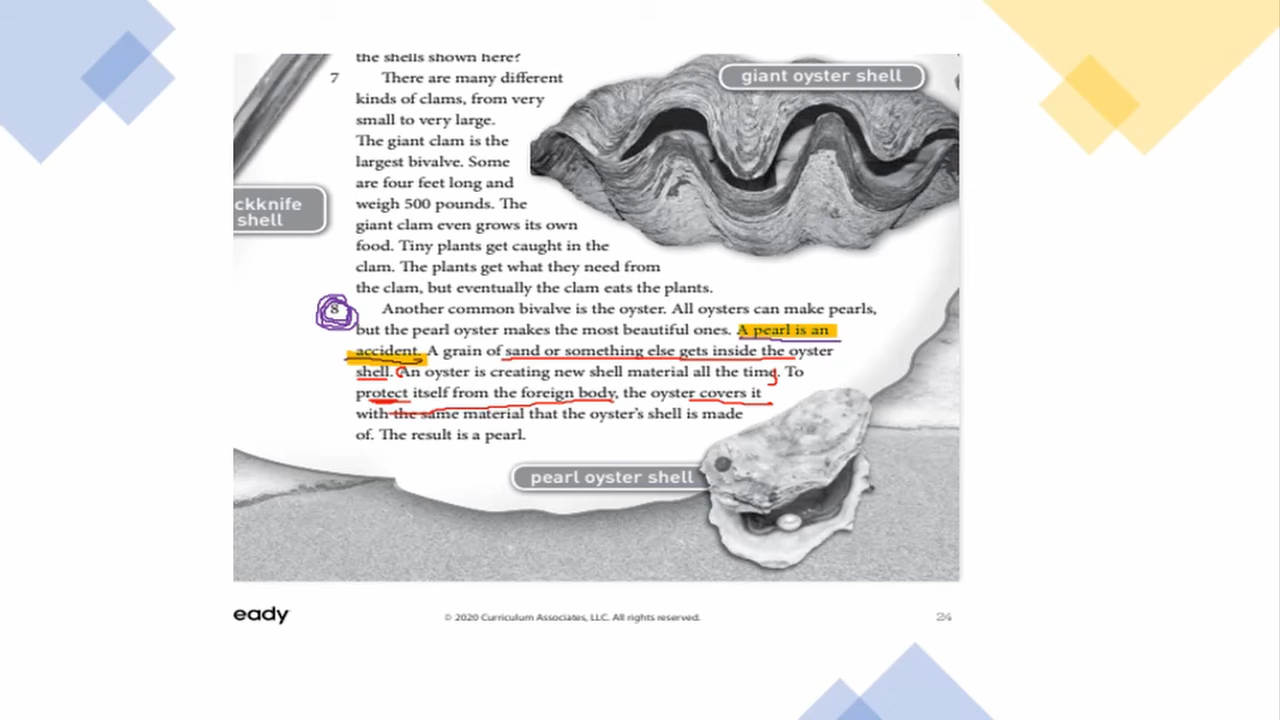 the shells shown here?
giant oyster shell
7 There are many different
kinds of clams, from very
small to very large.
The giant clam is the
largest bivalve. Some
are four feet long and
weigh 500 pounds. The
giant clam even grows its own
food. Tiny plants get caught in the
clam. The plants get what they need from
the clam, but eventually the clam eats the plants.
ckknife
shell
8 Another common bivalve is the oyster. All oysters can make pearls,
but the pearl oyster makes the most beautiful ones. A pearl is an
accident. A grain of sand or something else gets inside the oyster
shell. An oyster is creating new shell material all the time. To
protect itself from the foreign body, the oyster covers it
with the same material that the oyster's shell is made
of. The result is a pearl.
pearl oyster shell
eady
© 2020 Curriculum Associates, LLC. All rights reserved.
24